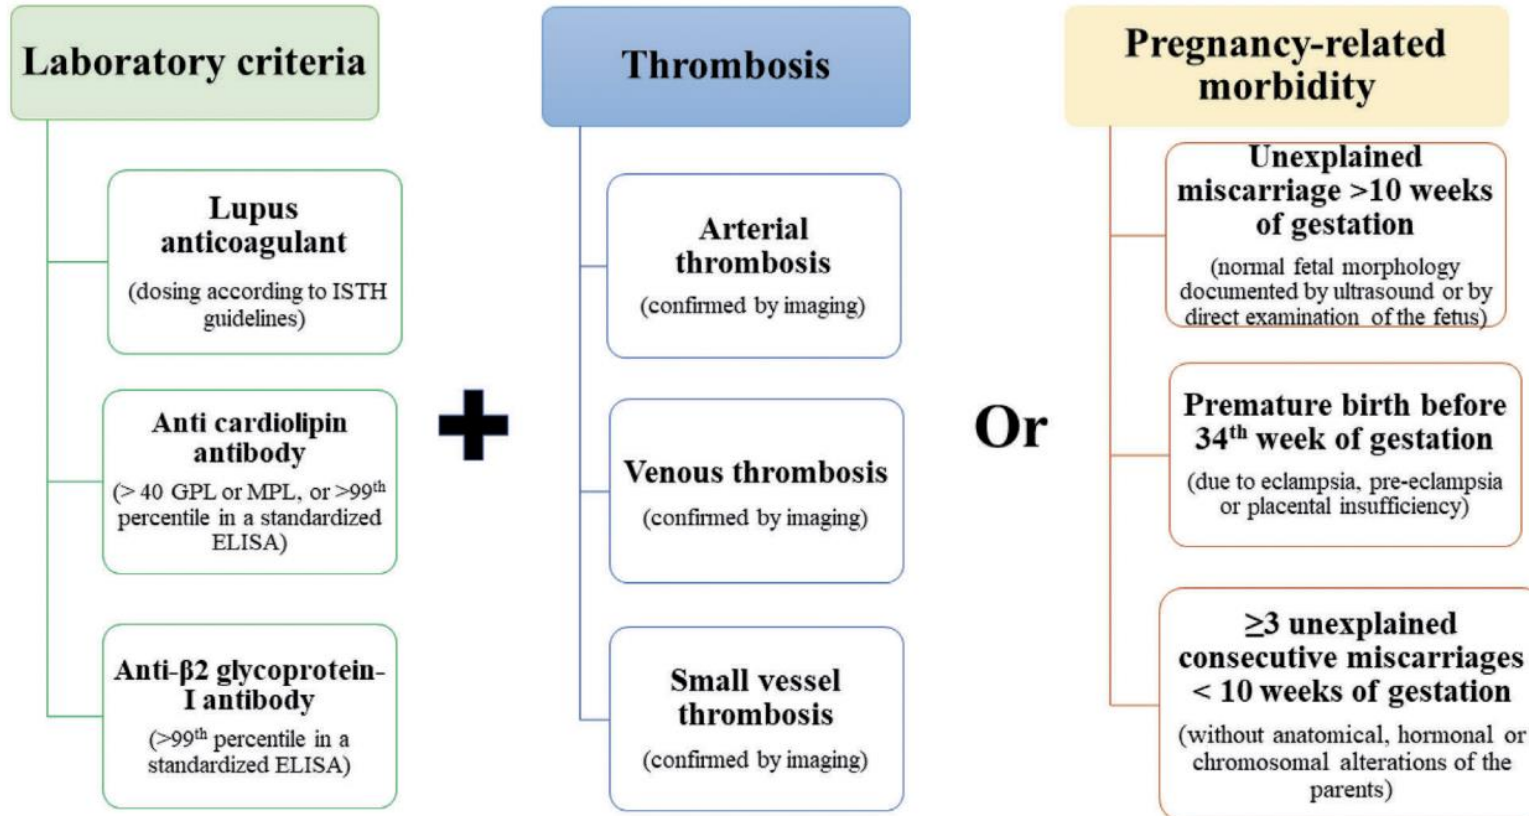 Laboratory criteria
Lupus
anticoagulant
(dosing according to ISTH
guidelines)
Anti cardiolipin
antibody
(> 40 GPL or MPL, or >99th
percentile in a standardized
ELISA)
Anti-β2 glycoprotein-
I antibody
(>99th percentile in a
standardized ELISA)
+
Thrombosis
Arterial
thrombosis
(confirmed by imaging)
Venous thrombosis
(confirmed by imaging)
Small vessel
thrombosis
(confirmed by imaging)
Or
Pregnancy-related
morbidity
Unexplained
miscarriage >10 weeks
of gestation
(normal fetal morphology
documented by ultrasound or by
direct examination of the fetus)
Premature birth before
34th week of gestation
(due to eclampsia, pre-eclampsia
or placental insufficiency)
≥3 unexplained
consecutive miscarriages
< 10 weeks of gestation
(without anatomical, hormonal or
chromosomal alterations of the
parents)